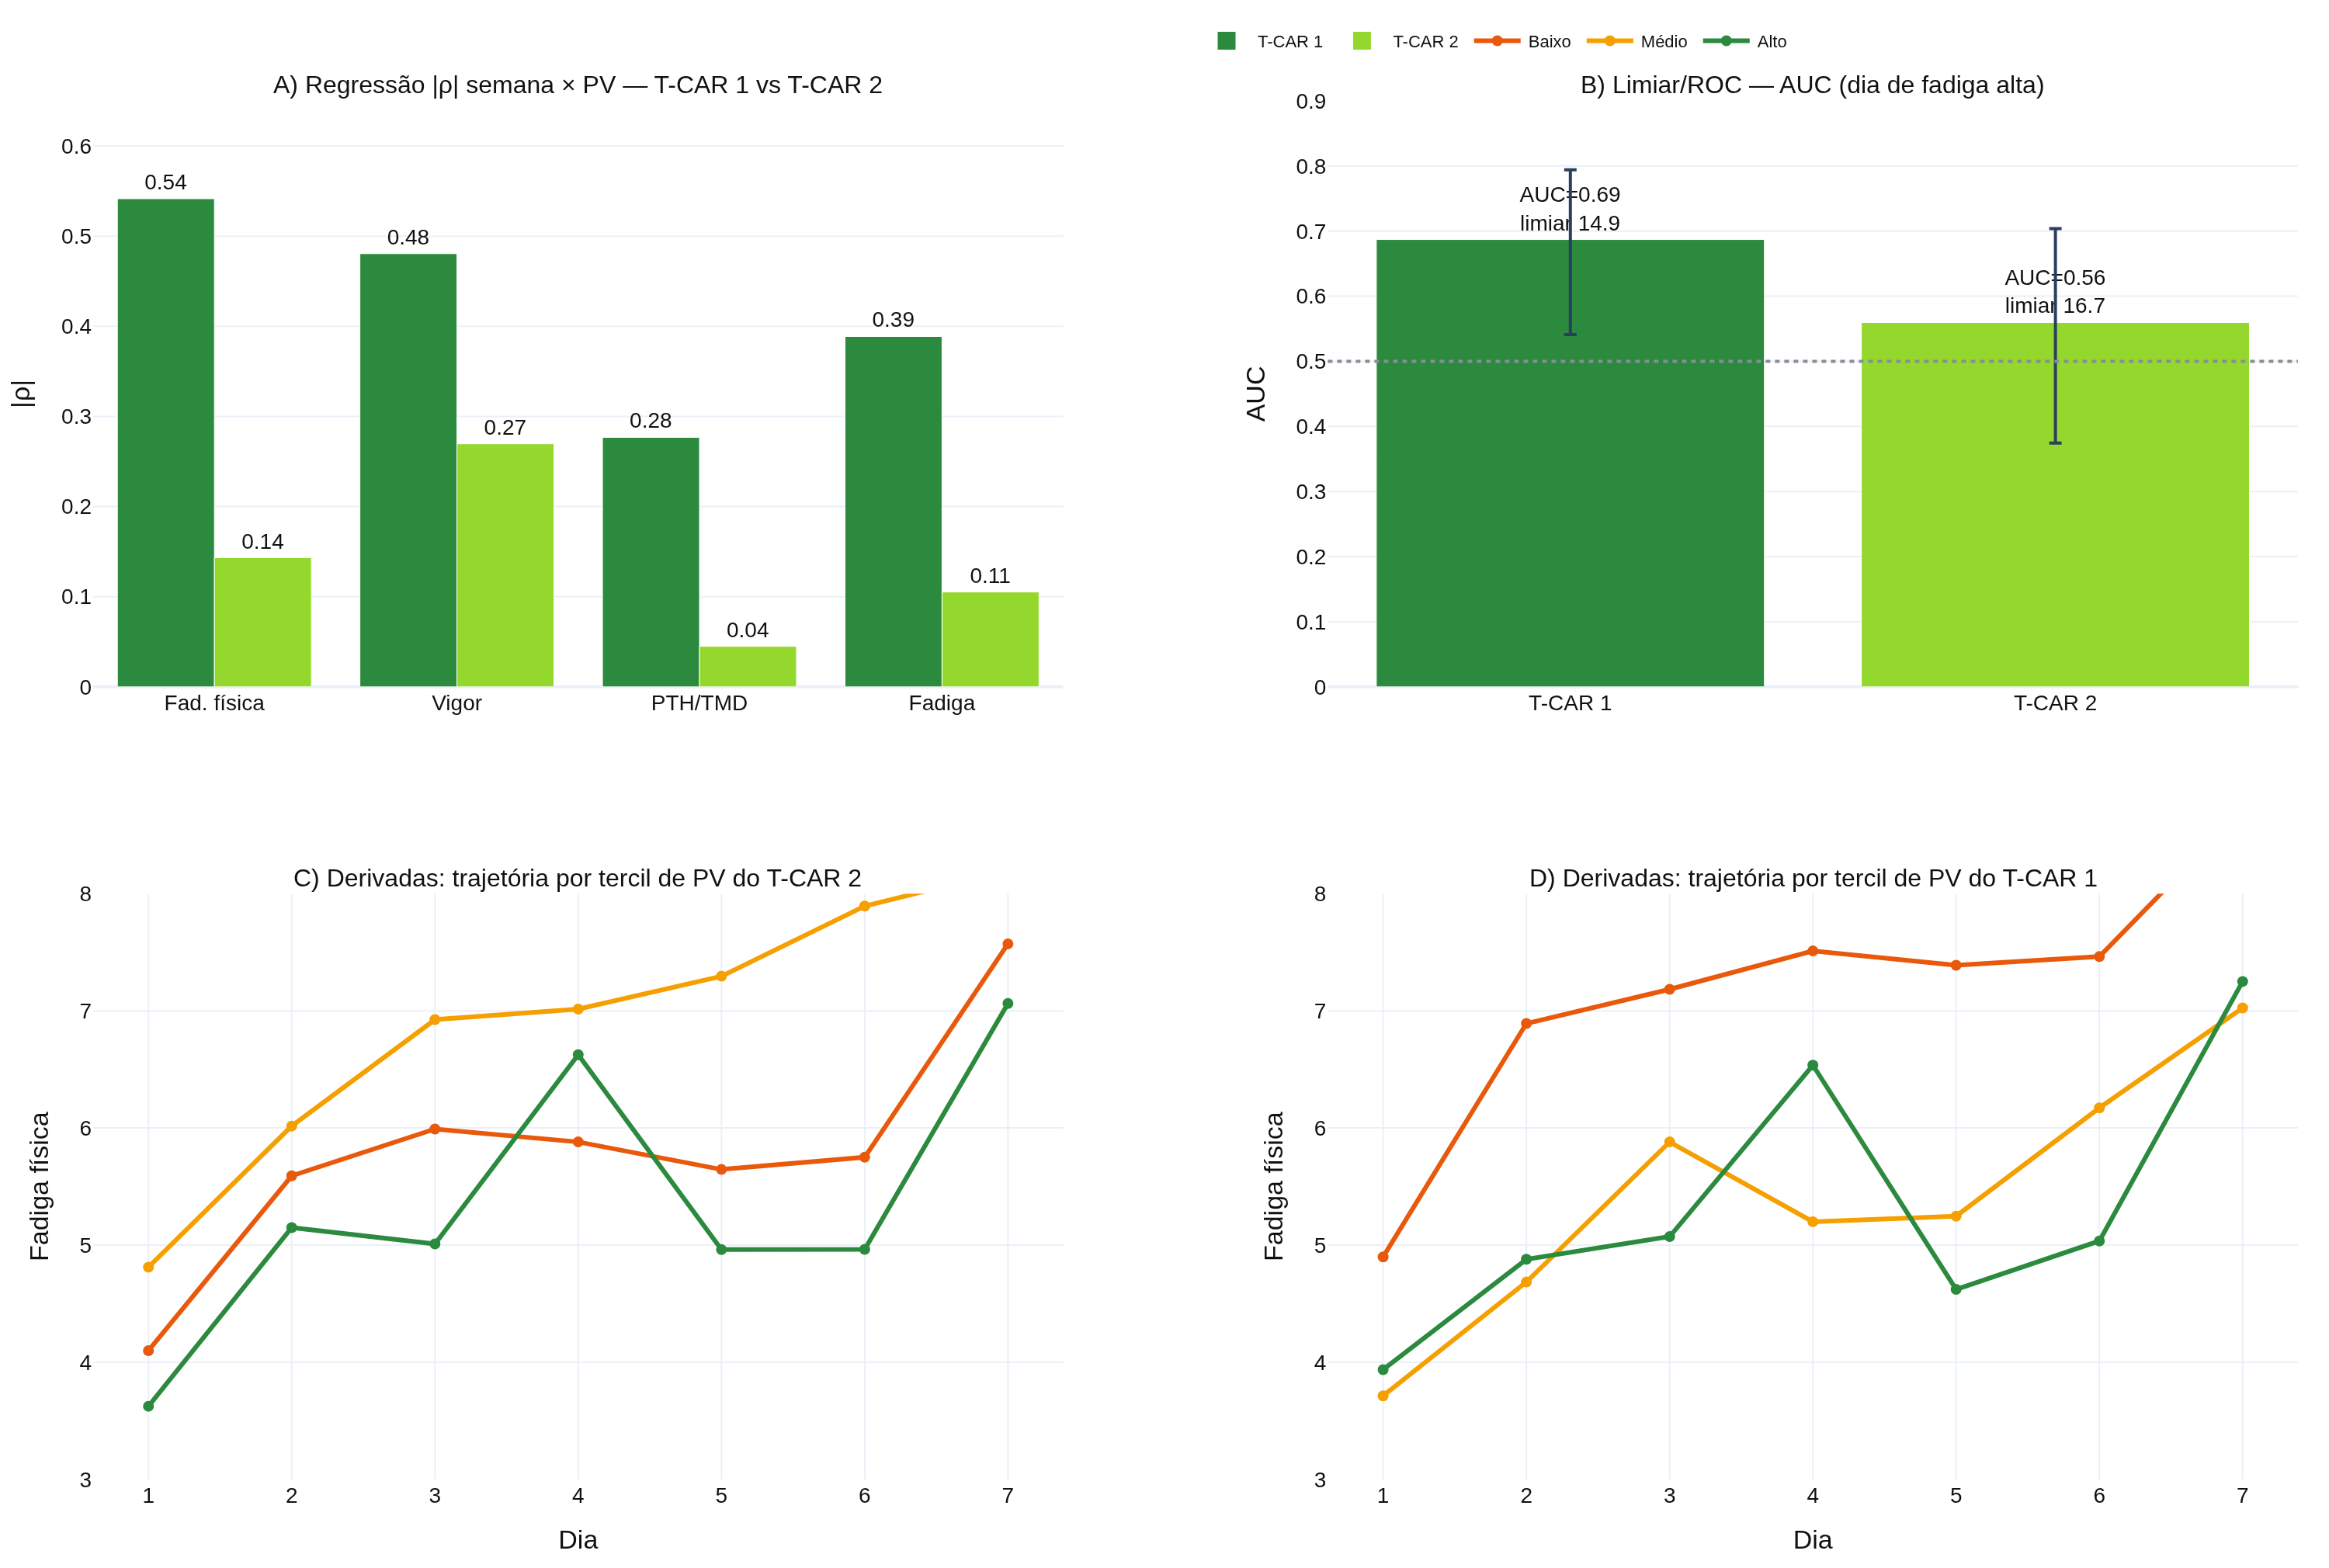 T-CAR 1 T-CAR 2 Baixo Médio Alto
A) Regressão |ρ| semana × PV — T-CAR 1 vs T-CAR 2
|ρ|
0.6
0.5
0.4
0.3
0.2
0.1
0
0.54
0.14
0.48
0.27
0.28
0.04
0.39
0.11
Fad. física Vigor PTH/TMD Fadiga
B) Limiar/ROC — AUC (dia de fadiga alta)
AUC
0.9
0.8
0.7
0.6
0.5
0.4
0.3
0.2
0.1
0
AUC=0.69
limiar 14.9
AUC=0.56
limiar 16.7
T-CAR 1 T-CAR 2
C) Derivadas: trajetória por tercil de PV do T-CAR 2
Fadiga física
8
7
6
5
4
3
1 2 3 4 5 6 7
Dia
D) Derivadas: trajetória por tercil de PV do T-CAR 1
Fadiga física
8
7
6
5
4
3
1 2 3 4 5 6 7
Dia